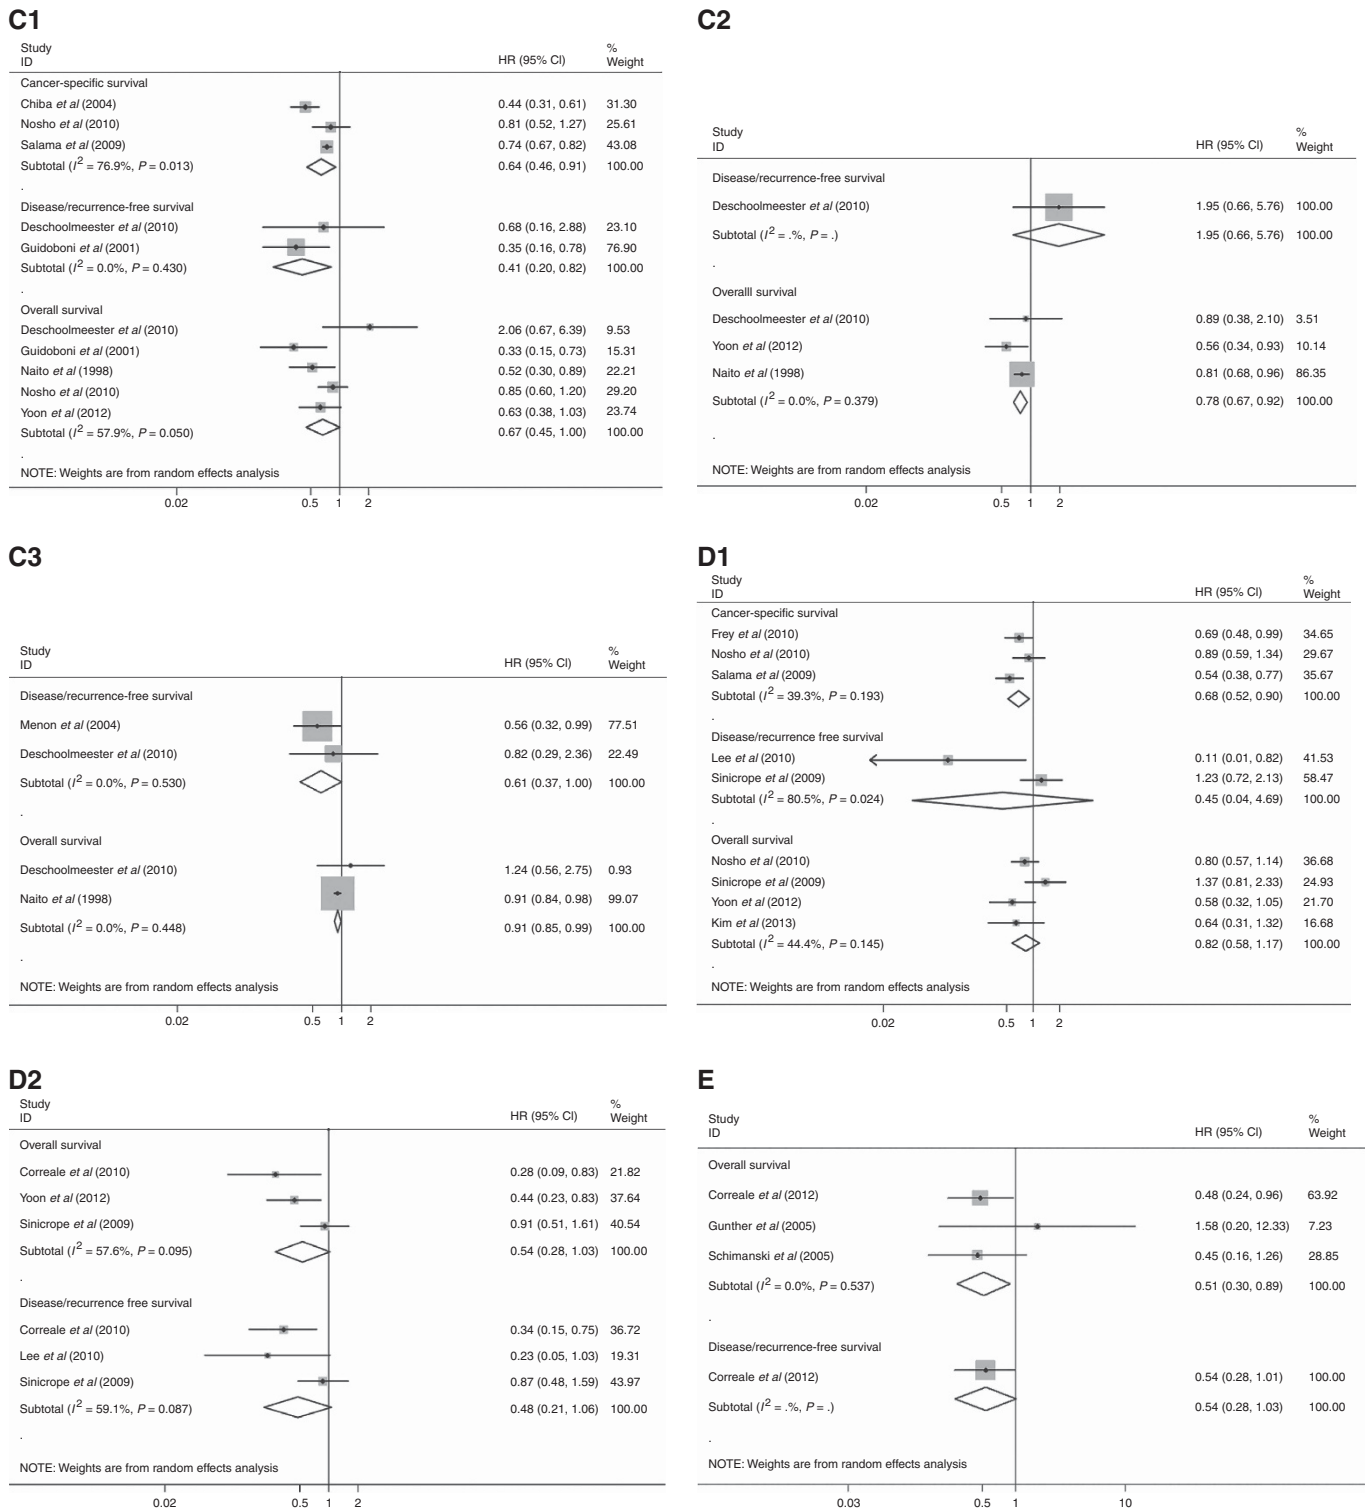 C1
Study
ID HR (95% CI) % Weight
Cancer-specific survival
Chiba et al (2004) 0.44 (0.31, 0.61) 31.30
Nosho et al (2010) 0.81 (0.52, 1.27) 25.61
Salama et al (2009) 0.74 (0.67, 0.82) 43.08
Subtotal (I2 = 76.9%, P = 0.013) 0.64 (0.46, 0.91) 100.00
.
Disease/recurrence-free survival
Deschoolmeester et al (2010) 0.68 (0.16, 2.88) 23.10
Guidoboni et al (2001) 0.35 (0.16, 0.78) 76.90
Subtotal (I2 = 0.0%, P = 0.430) 0.41 (0.20, 0.82) 100.00
.
Overall survival
Deschoolmeester et al (2010) 2.06 (0.67, 6.39) 9.53
Guidoboni et al (2001) 0.33 (0.15, 0.73) 15.31
Naito et al (1998) 0.52 (0.30, 0.89) 22.21
Nosho et al (2010) 0.85 (0.60, 1.20) 29.20
Yoon et al (2012) 0.63 (0.38, 1.03) 23.74
Subtotal (I2 = 57.9%, P = 0.050) 0.67 (0.45, 1.00) 100.00
.
NOTE: Weights are from random effects analysis
0.02 0.5 1 2
C2
Study
ID HR (95% CI) % Weight
Disease/recurrence-free survival
Deschoolmeester et al (2010) 1.95 (0.66, 5.76) 100.00
Subtotal (I2 = .%, P = .) 1.95 (0.66, 5.76) 100.00
.
Overalll survival
Deschoolmeester et al (2010) 0.89 (0.38, 2.10) 3.51
Yoon et al (2012) 0.56 (0.34, 0.93) 10.14
Naito et al (1998) 0.81 (0.68, 0.96) 86.35
Subtotal (I2 = 0.0%, P = 0.379) 0.78 (0.67, 0.92) 100.00
.
NOTE: Weights are from random effects analysis
0.02 0.5 1 2
C3
Study
ID HR (95% CI) % Weight
Disease/recurrence-free survival
Menon et al (2004) 0.56 (0.32, 0.99) 77.51
Deschoolmeester et al (2010) 0.82 (0.29, 2.36) 22.49
Subtotal (I2 = 0.0%, P = 0.530) 0.61 (0.37, 1.00) 100.00
.
Overall survival
Deschoolmeester et al (2010) 1.24 (0.56, 2.75) 0.93
Naito et al (1998) 0.91 (0.84, 0.98) 99.07
Subtotal (I2 = 0.0%, P = 0.448) 0.91 (0.85, 0.99) 100.00
.
NOTE: Weights are from random effects analysis
0.02 0.5 1 2
D1
Study
ID HR (95% CI) % Weight
Cancer-specific survival
Frey et al (2010) 0.69 (0.48, 0.99) 34.65
Nosho et al (2010) 0.89 (0.59, 1.34) 29.67
Salama et al (2009) 0.54 (0.38, 0.77) 35.67
Subtotal (I2 = 39.3%, P = 0.193) 0.68 (0.52, 0.90) 100.00
.
Disease/recurrence free survival
Lee et al (2010) 0.11 (0.01, 0.82) 41.53
Sinicrope et al (2009) 1.23 (0.72, 2.13) 58.47
Subtotal (I2 = 80.5%, P = 0.024) 0.45 (0.04, 4.69) 100.00
.
Overall survival
Nosho et al (2010) 0.80 (0.57, 1.14) 36.68
Sinicrope et al (2009) 1.37 (0.81, 2.33) 24.93
Yoon et al (2012) 0.58 (0.32, 1.05) 21.70
Kim et al (2013) 0.64 (0.31, 1.32) 16.68
Subtotal (I2 = 44.4%, P = 0.145) 0.82 (0.58, 1.17) 100.00
.
NOTE: Weights are from random effects analysis
0.02 0.5 1 2
D2
Study
ID HR (95% CI) % Weight
Overall survival
Correale et al (2010) 0.28 (0.09, 0.83) 21.82
Yoon et al (2012) 0.44 (0.23, 0.83) 37.64
Sinicrope et al (2009) 0.91 (0.51, 1.61) 40.54
Subtotal (I2 = 57.6%, P = 0.095) 0.54 (0.28, 1.03) 100.00
.
Disease/recurrence free survival
Correale et al (2010) 0.34 (0.15, 0.75) 36.72
Lee et al (2010) 0.23 (0.05, 1.03) 19.31
Sinicrope et al (2009) 0.87 (0.48, 1.59) 43.97
Subtotal (I2 = 59.1%, P = 0.087) 0.48 (0.21, 1.06) 100.00
.
NOTE: Weights are from random effects analysis
0.02 0.5 1 2
E
Study
ID HR (95% CI) % Weight
Overall survival
Correale et al (2012) 0.48 (0.24, 0.96) 63.92
Gunther et al (2005) 1.58 (0.20, 12.33) 7.23
Schimanski et al (2005) 0.45 (0.16, 1.26) 28.85
Subtotal (I2 = 0.0%, P = 0.537) 0.51 (0.30, 0.89) 100.00
.
Disease/recurrence-free survival
Correale et al (2012) 0.54 (0.28, 1.01) 100.00
Subtotal (I2 = .%, P = .) 0.54 (0.28, 1.03) 100.00
.
NOTE: Weights are from random effects analysis
0.03 0.5 1 10